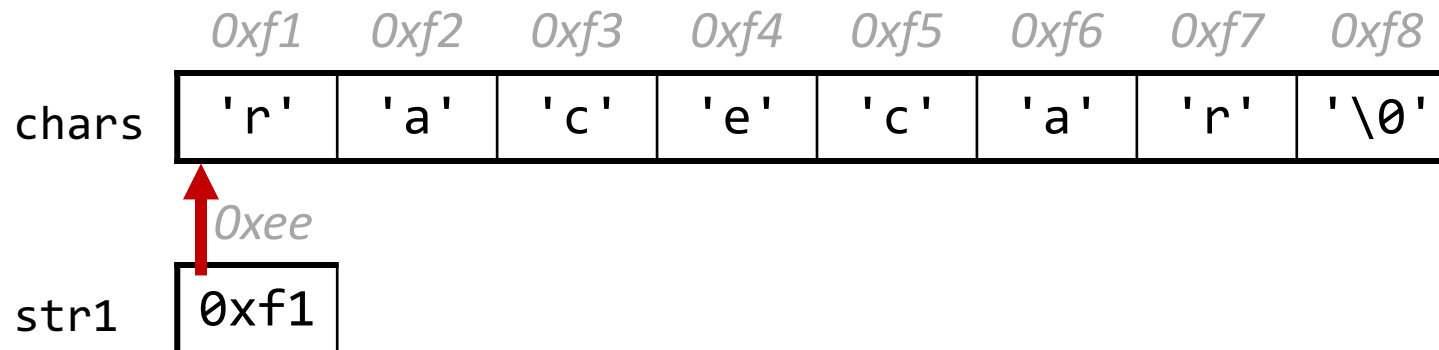 0xf1 0xf2 0xf3 0xf4 0xf5 0xf6 0xf7 0xf8
chars 'r' 'a' 'c' 'e' 'c' 'a' 'r' '\0'
0xee
str1 0xf1